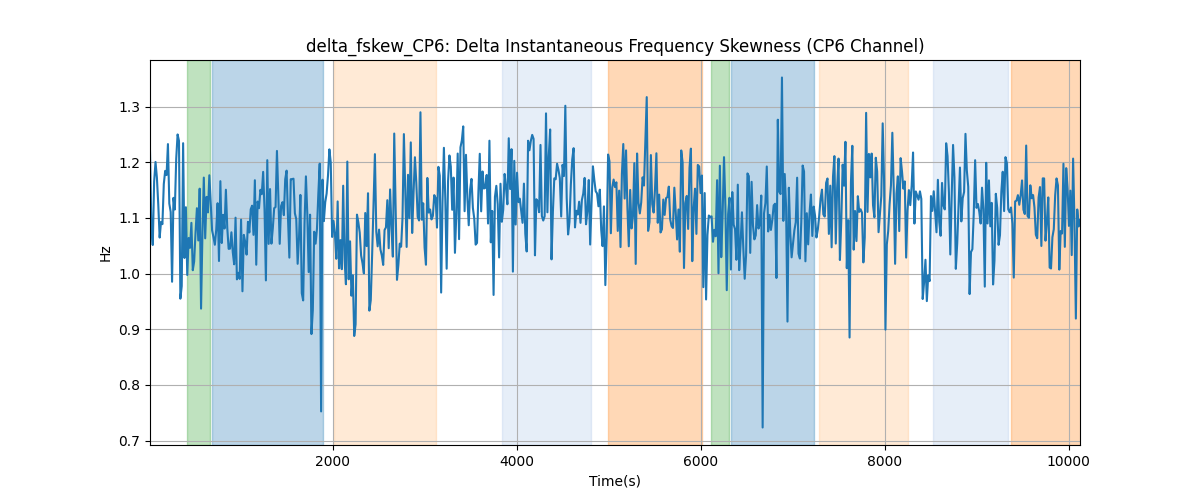 delta_fskew_CP6: Delta Instantaneous Frequency Skewness (CP6 Channel)
1.3
1.2
1.1
1.0
0.9
0.8
0.7
Hz
2000 4000 6000 8000 10000
Time(s)